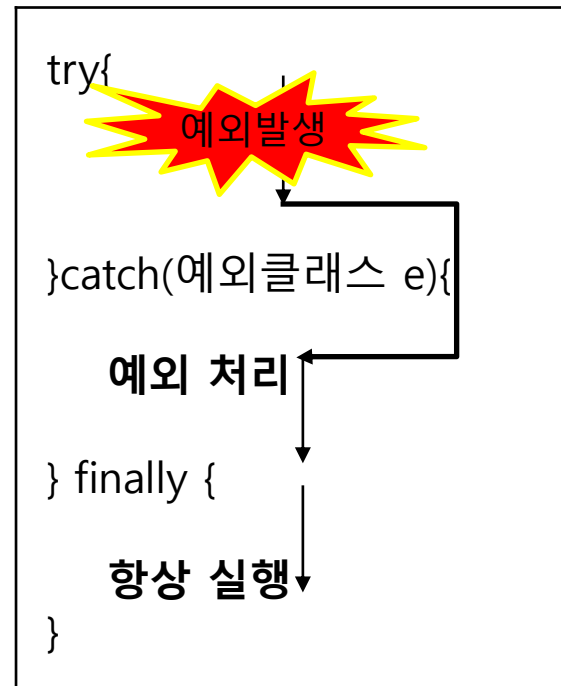 try{
예외발생
}catch(예외클래스 e){
예외 처리
} finally {
항상 실행
}